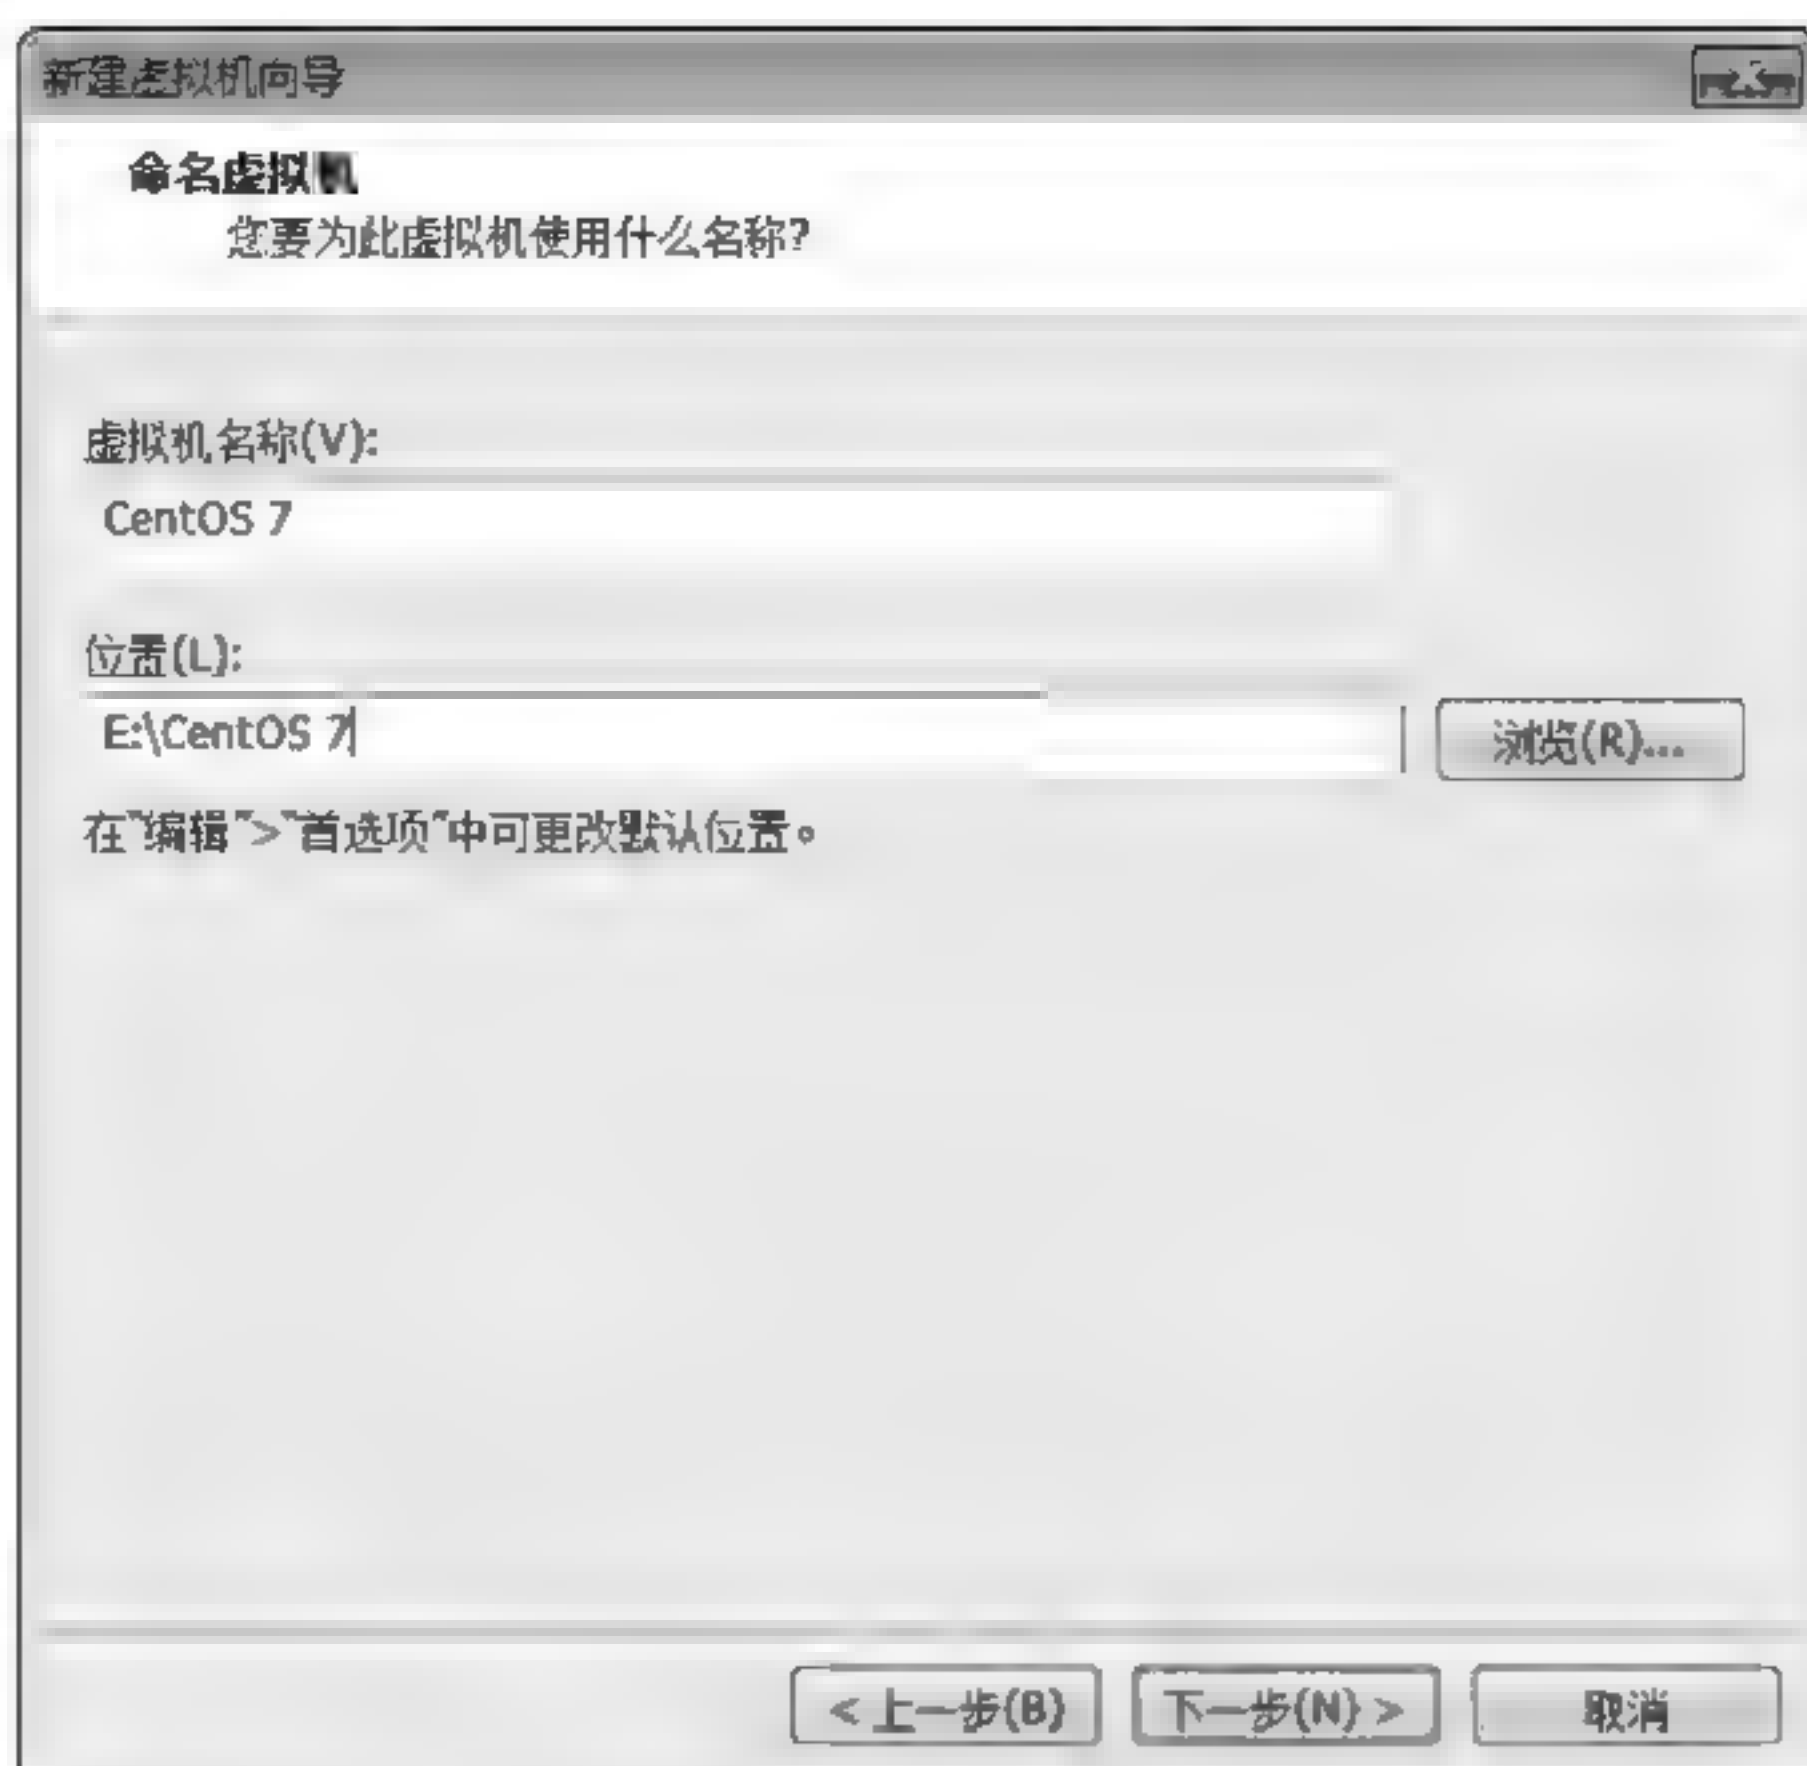 新建虚拟机向导
命名虚拟机
您要为此虚拟机使用什么名称?
虚拟机名称(V):
CentOS 7
位置(L):
E:\CentOS 7
浏览(R)...
在"编辑">"首选项"中可更改默认位置。
< 上一步(B)
下一步(N) >
取消